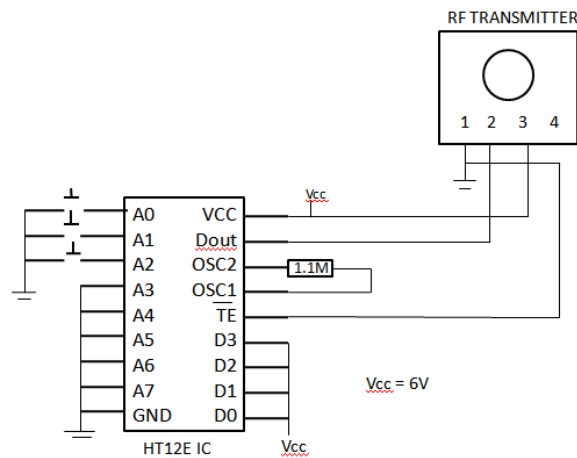 RF TRANSMITTER
1 2 3 4
Vcc
A0 VCC
A1 Dout
A2 OSC2 1.1M
A3 OSC1
A4 TE
A5 D3
A6 D2
A7 D1
GND D0
Vcc = 6V
Vcc
HT12E IC